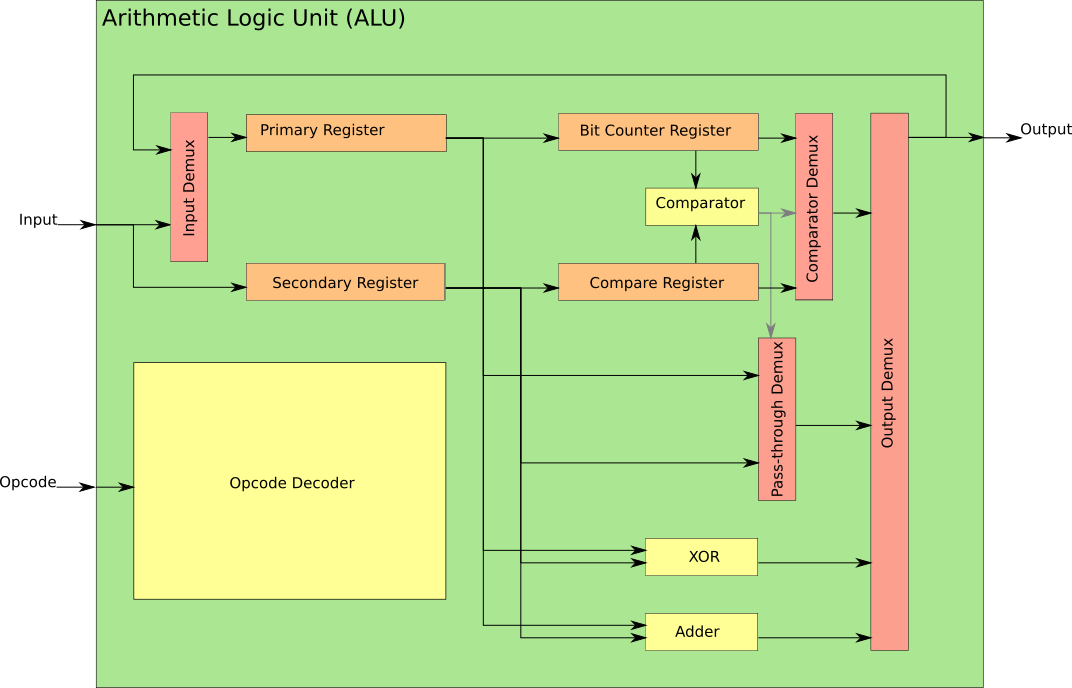 Arithmetic Logic Unit (ALU)
Primary Register
Bit Counter Register
Output
Input Demux
Comparator Demux
Comparator
Input
Secondary Register
Compare Register
Pass-through Demux
Output Demux
Opcode
Opcode Decoder
XOR
Adder